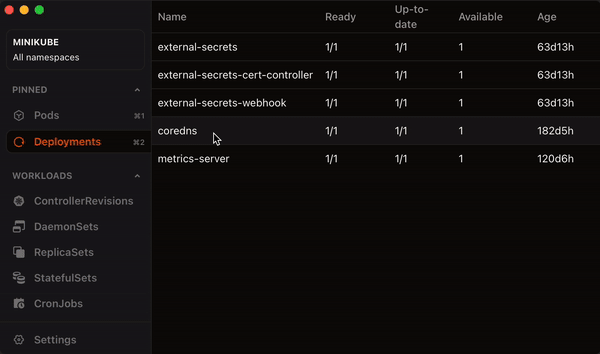 MINIKUBE
All namespaces
PINNED
Pods ⌘1
Deployments ⌘2
WORKLOADS
ControllerRevisions
DaemonSets
ReplicaSets
StatefulSets
CronJobs
Settings
Name Ready Up-to-date Available Age
external-secrets 1/1 1/1 1 63d13h
external-secrets-cert-controller 1/1 1/1 1 63d13h
external-secrets-webhook 1/1 1/1 1 63d13h
coredns 1/1 1/1 1 182d5h
metrics-server 1/1 1/1 1 120d6h